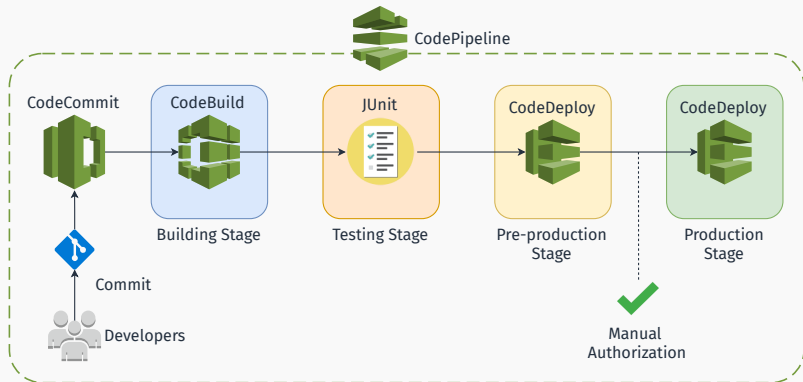 CodePipeline
CodeCommit
CodeBuild
JUnit
CodeDeploy
CodeDeploy
Building Stage
Testing Stage
Pre-production
Stage
Production
Stage
Commit
Developers
Manual
Authorization